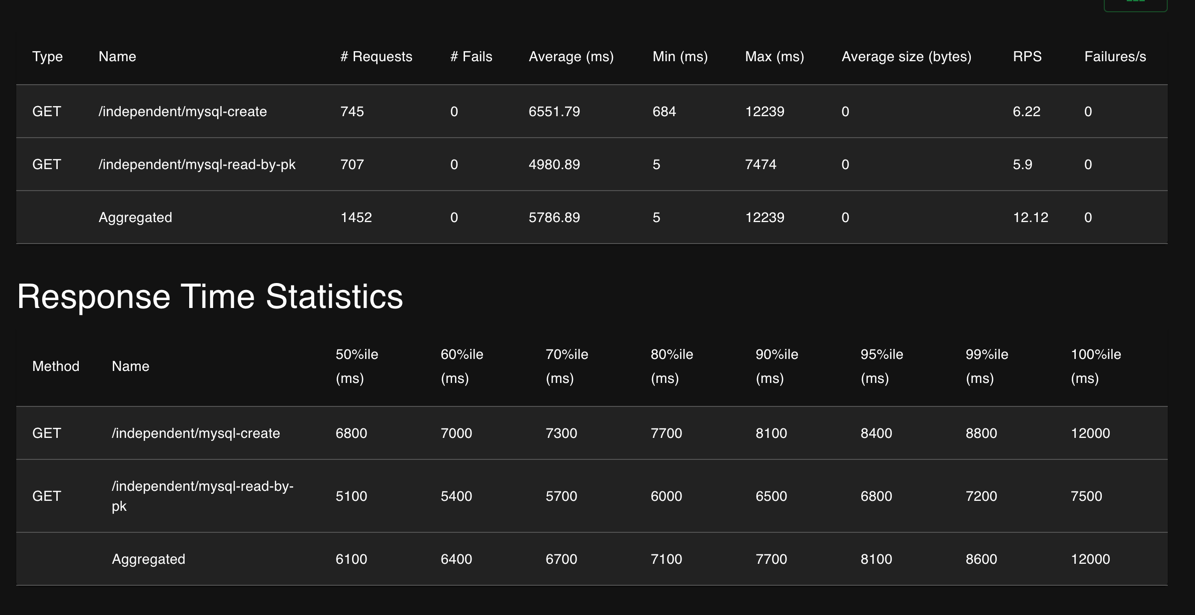 Type Name # Requests # Fails Average (ms) Min (ms) Max (ms) Average size (bytes) RPS Failures/s
GET /independent/mysql-create 745 0 6551.79 684 12239 0 6.22 0
GET /independent/mysql-read-by-pk 707 0 4980.89 5 7474 0 5.9 0
Aggregated 1452 0 5786.89 5 12239 0 12.12 0
Response Time Statistics
Method Name 50%ile (ms) 60%ile (ms) 70%ile (ms) 80%ile (ms) 90%ile (ms) 95%ile (ms) 99%ile (ms) 100%ile (ms)
GET /independent/mysql-create 6800 7000 7300 7700 8100 8400 8800 12000
GET /independent/mysql-read-by-pk 5100 5400 5700 6000 6500 6800 7200 7500
Aggregated 6100 6400 6700 7100 7700 8100 8600 12000